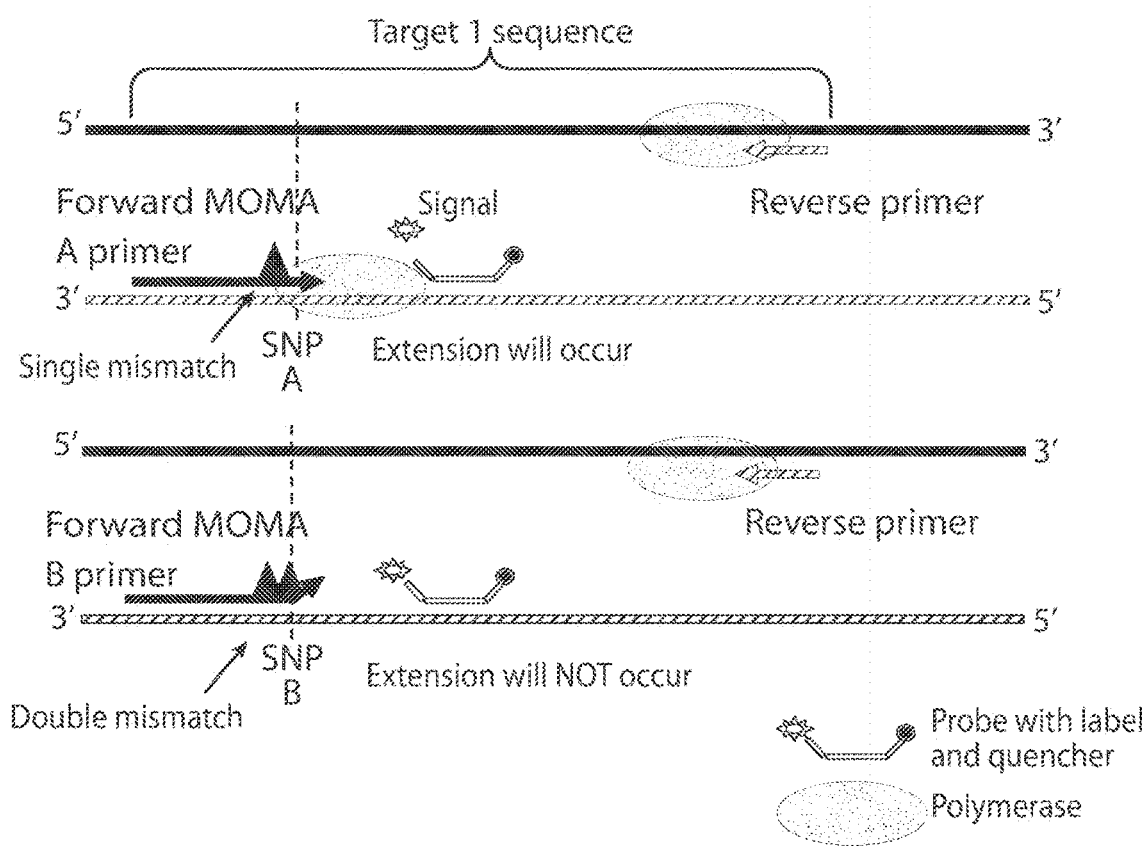 Target 1 sequence
5’
3’
Forward MOMA
A primer
Signal
Reverse primer
3’
5’
Single mismatch
SNP
A
Extension will occur
5’
3’
Forward MOMA
B primer
Reverse primer
3’
5’
Double mismatch
SNP
B
Extension will NOT occur
Probe with label
and quencher
Polymerase